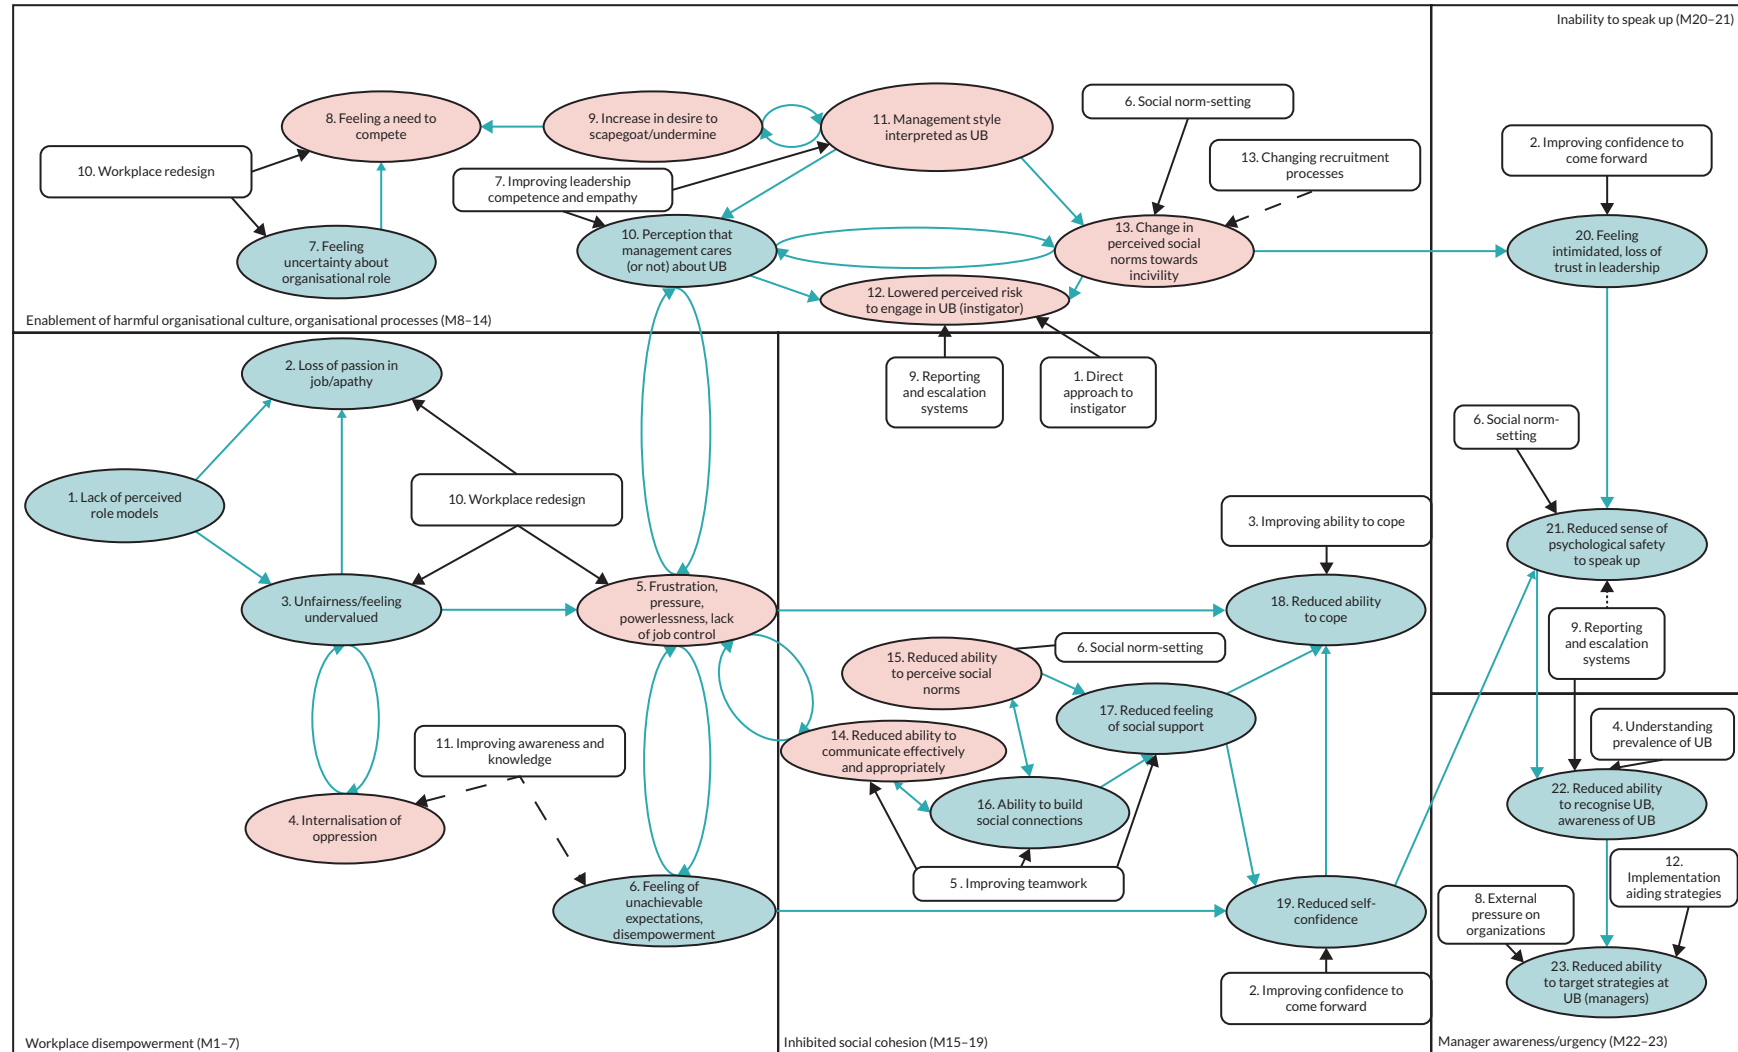 Inability to speak up (M20–21)
6. Social norm-setting
8. Feeling a need to
compete
9. Increase in desire to
scapegoat/undermine
11. Management style
interpreted as UB
2. Improving confidence to
come forward
13. Changing recruitment
processes
10. Workplace redesign
7. Improving leadership
competence and empathy
7. Feeling
uncertainty about
organisational role
10. Perception that
management cares
(or not) about UB
13. Change in
perceived social
norms towards
incivility
20. Feeling
intimidated, loss of
trust in leadership
12. Lowered perceived risk
to engage in UB (instigator)
Enablement of harmful organisational culture, organisational processes (M8–14)
2. Loss of passion in
job/apathy
9. Reporting
and escalation
systems
1. Direct
approach to
instigator
6. Social norm-
setting
1. Lack of perceived
role models
10. Workplace redesign
3. Improving ability to cope
21. Reduced sense of
psychological safety
to speak up
3. Unfairness/feeling
undervalued
5. Frustration,
pressure,
powerlessness, lack
of job control
18. Reduced ability
to cope
9. Reporting
and escalation
systems
15. Reduced ability
to perceive social
norms
6. Social norm-setting
17. Reduced feeling
of social support
4. Understanding
prevalence of UB
11. Improving awareness and
knowledge
14. Reduced ability to
communicate effectively
and appropriately
16. Ability to build
social connections
22. Reduced ability
to recognise UB,
awareness of UB
4. Internalisation of
oppression
12.
Implementation
aiding strategies
5 . Improving teamwork
6. Feeling of
unachievable
expectations,
disempowerment
19. Reduced self-
confidence
8. External
pressure on
organizations
23. Reduced ability
to target strategies at
UB (managers)
2. Improving confidence to
come forward
Workplace disempowerment (M1–7)
Inhibited social cohesion (M15–19)
Manager awareness/urgency (M22–23)